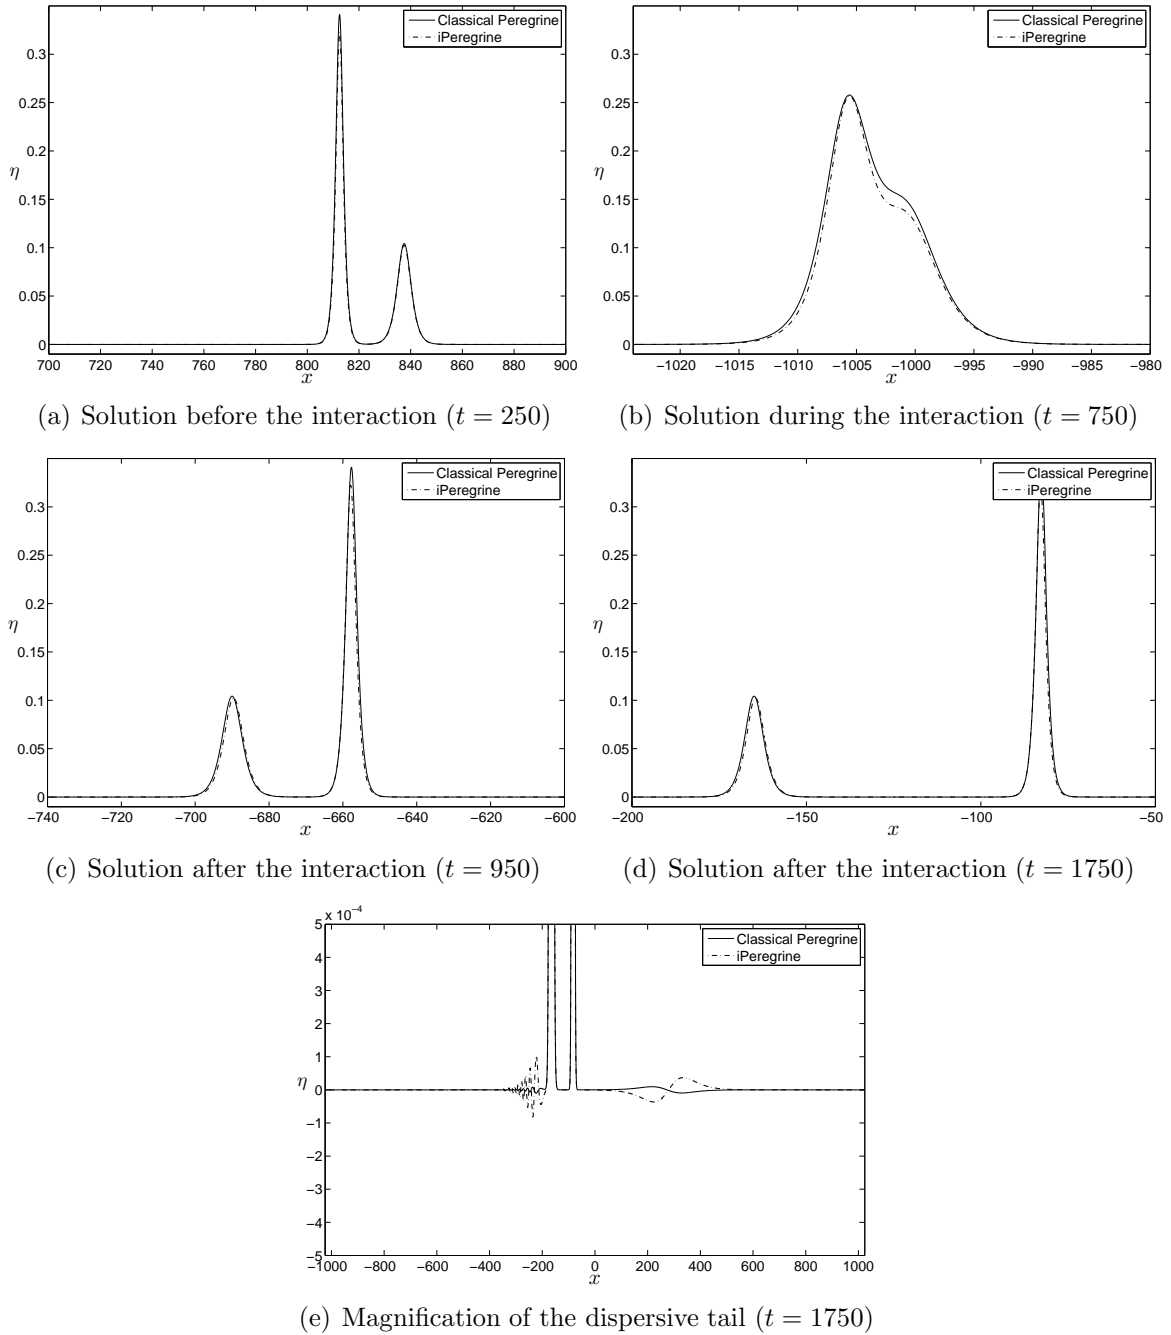 Classical Peregrine
iPeregrine
0.3
0.25
0.2
0.15
0.1
0.05
0
η
700 720 740 760 780 800 820 840 860 880 900
x
(a) Solution before the interaction (t = 250)
Classical Peregrine
iPeregrine
0.3
0.25
0.2
0.15
0.1
0.05
0
η
−1020 −1015 −1010 −1005 −1000 −995 −990 −985 −980
x
(b) Solution during the interaction (t = 750)
Classical Peregrine
iPeregrine
0.3
0.25
0.2
0.15
0.1
0.05
0
η
−740 −720 −700 −680 −660 −640 −620 −600
x
(c) Solution after the interaction (t = 950)
Classical Peregrine
iPeregrine
0.3
0.25
0.2
0.15
0.1
0.05
0
η
−200 −150 −100 −50
x
(d) Solution after the interaction (t = 1750)
x 10⁻⁴
Classical Peregrine
iPeregrine
5
4
3
2
1
0
−1
−2
−3
−4
−5
η
−1000 −800 −600 −400 −200 0 200 400 600 800 1000
x
(e) Magnification of the dispersive tail (t = 1750)